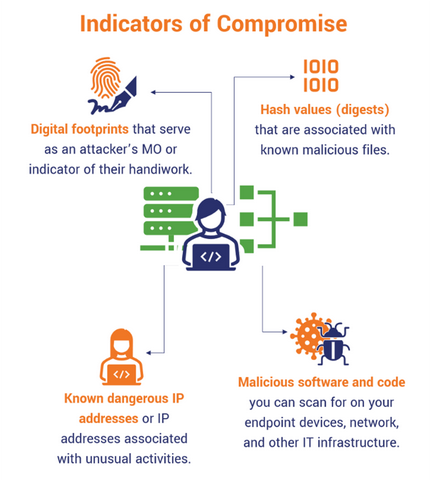 Indicators of Compromise
Digital footprints that serve
as an attacker's MO or
indicator of their handiwork.
1010
1010
Hash values (digests)
that are associated with
known malicious files.
</>
Known dangerous IP
addresses or IP
addresses associated
with unusual activities.
</>
Malicious software and code
you can scan for on your
endpoint devices, network,
and other IT infrastructure.